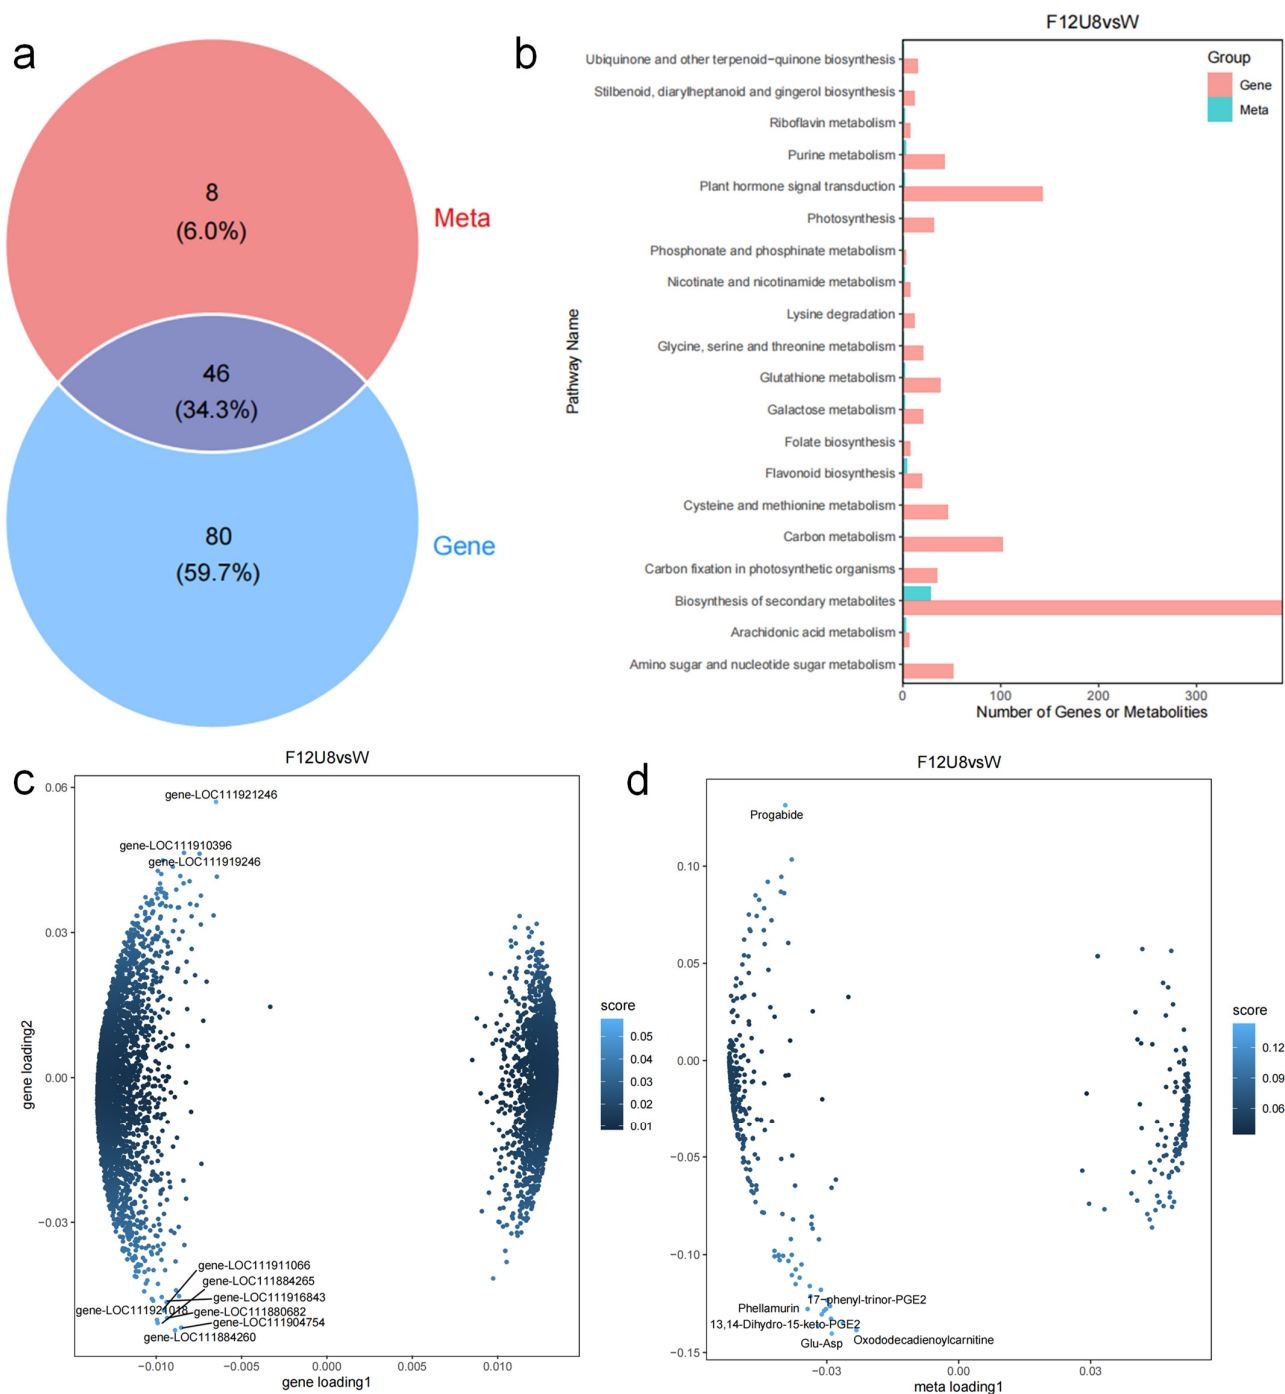 a
8
(6.0%)
Meta
46
(34.3%)
80
(59.7%)
Gene
b
F12U8vsW
Pathway Name
Ubiquinone and other terpenoid−quinone biosynthesis
Stilbenoid, diarylheptanoid and gingerol biosynthesis
Riboflavin metabolism
Purine metabolism
Plant hormone signal transduction
Photosynthesis
Phosphonate and phosphinate metabolism
Nicotinate and nicotinamide metabolism
Lysine degradation
Glycine, serine and threonine metabolism
Glutathione metabolism
Galactose metabolism
Folate biosynthesis
Flavonoid biosynthesis
Cysteine and methionine metabolism
Carbon metabolism
Carbon fixation in photosynthetic organisms
Biosynthesis of secondary metabolites
Arachidonic acid metabolism
Amino sugar and nucleotide sugar metabolism
Group
Gene
Meta
0 100 200 300
Number of Genes or Metabolities
c
F12U8vsW
0.06
0.03
0.00
−0.03
gene loading2
gene-LOC111921246
gene-LOC111910396
gene-LOC111919246
gene-LOC111911066
gene-LOC111884265
gene-LOC111916843
gene-LOC111921018
gene-LOC111880682
gene-LOC111904754
gene-LOC111884260
−0.010 −0.005 0.000 0.005 0.010
gene loading1
score
0.05
0.04
0.03
0.02
0.01
d
F12U8vsW
0.10
0.05
0.00
−0.05
−0.10
−0.15
Progabide
17−phenyl-trinor-PGE2
Phellamurin
13,14-Dihydro-15-keto-PGE2
Glu-Asp
Oxododecadienoylcarnitine
−0.03 0.00 0.03
meta loading1
score
0.12
0.09
0.06